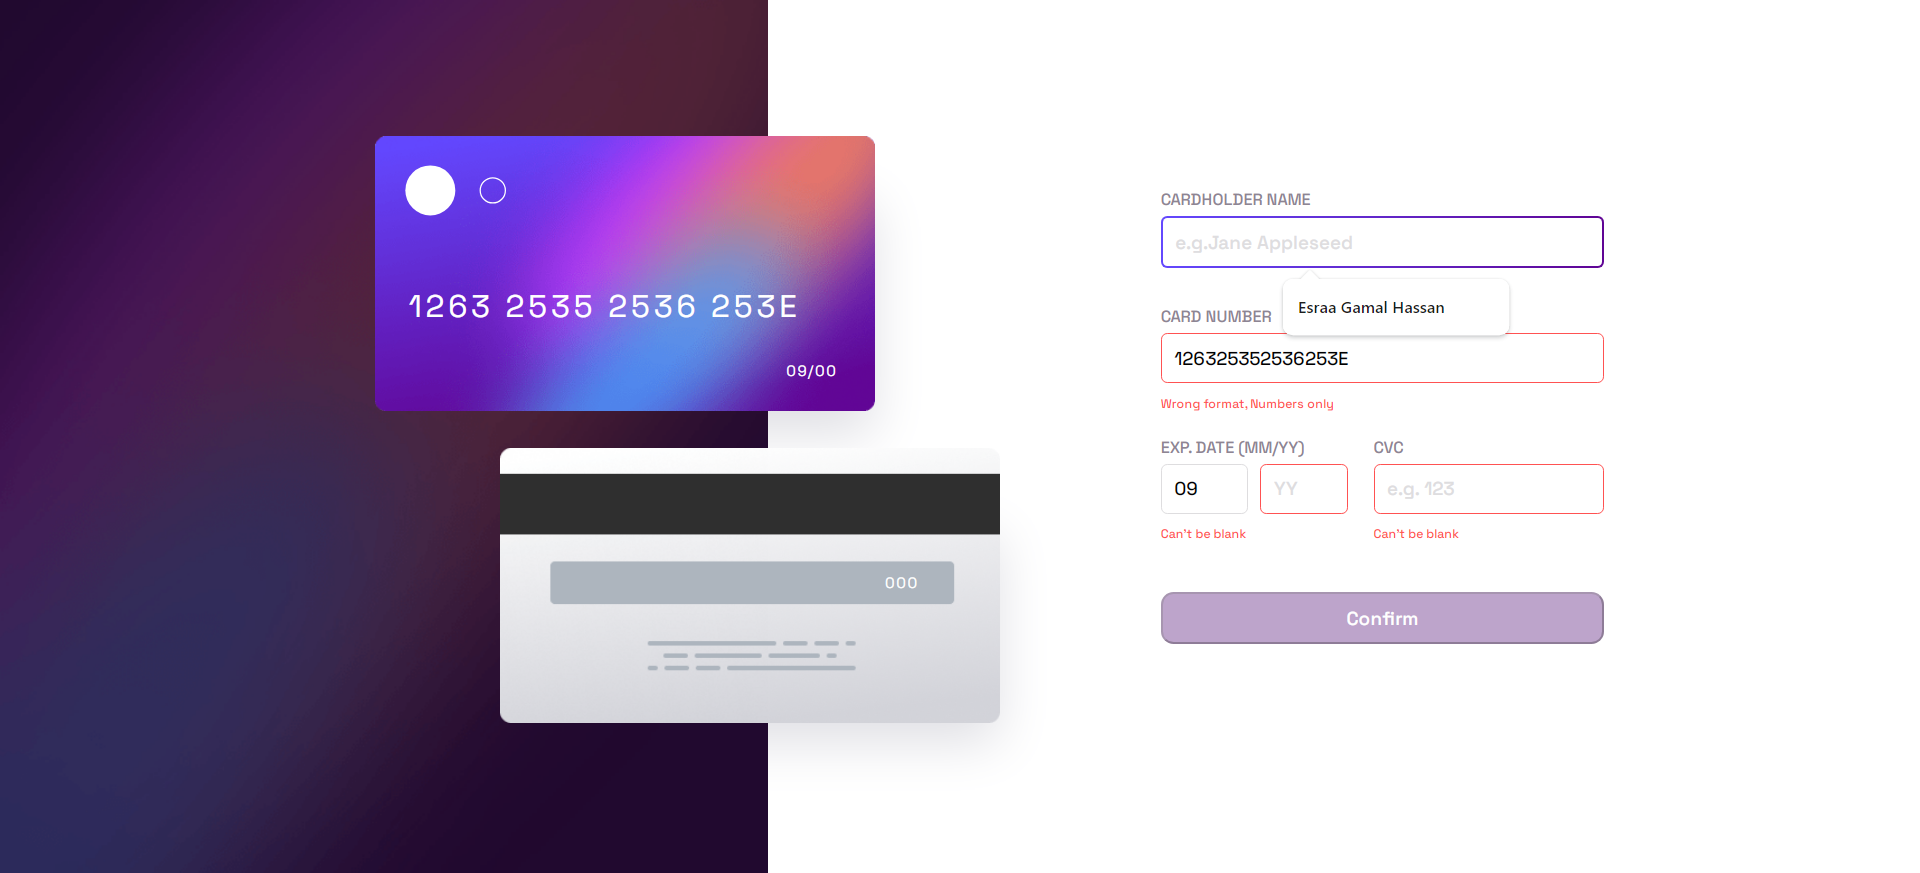 1263 2535 2536 253E
09/00
000
CARDHOLDER NAME
e.g.Jane Appleseed
Esraa Gamal Hassan
CARD NUMBER
126325352536253E
Wrong format, Numbers only
EXP. DATE (MM/YY) CVC
09 YY e.g. 123
Can't be blank Can't be blank
Confirm